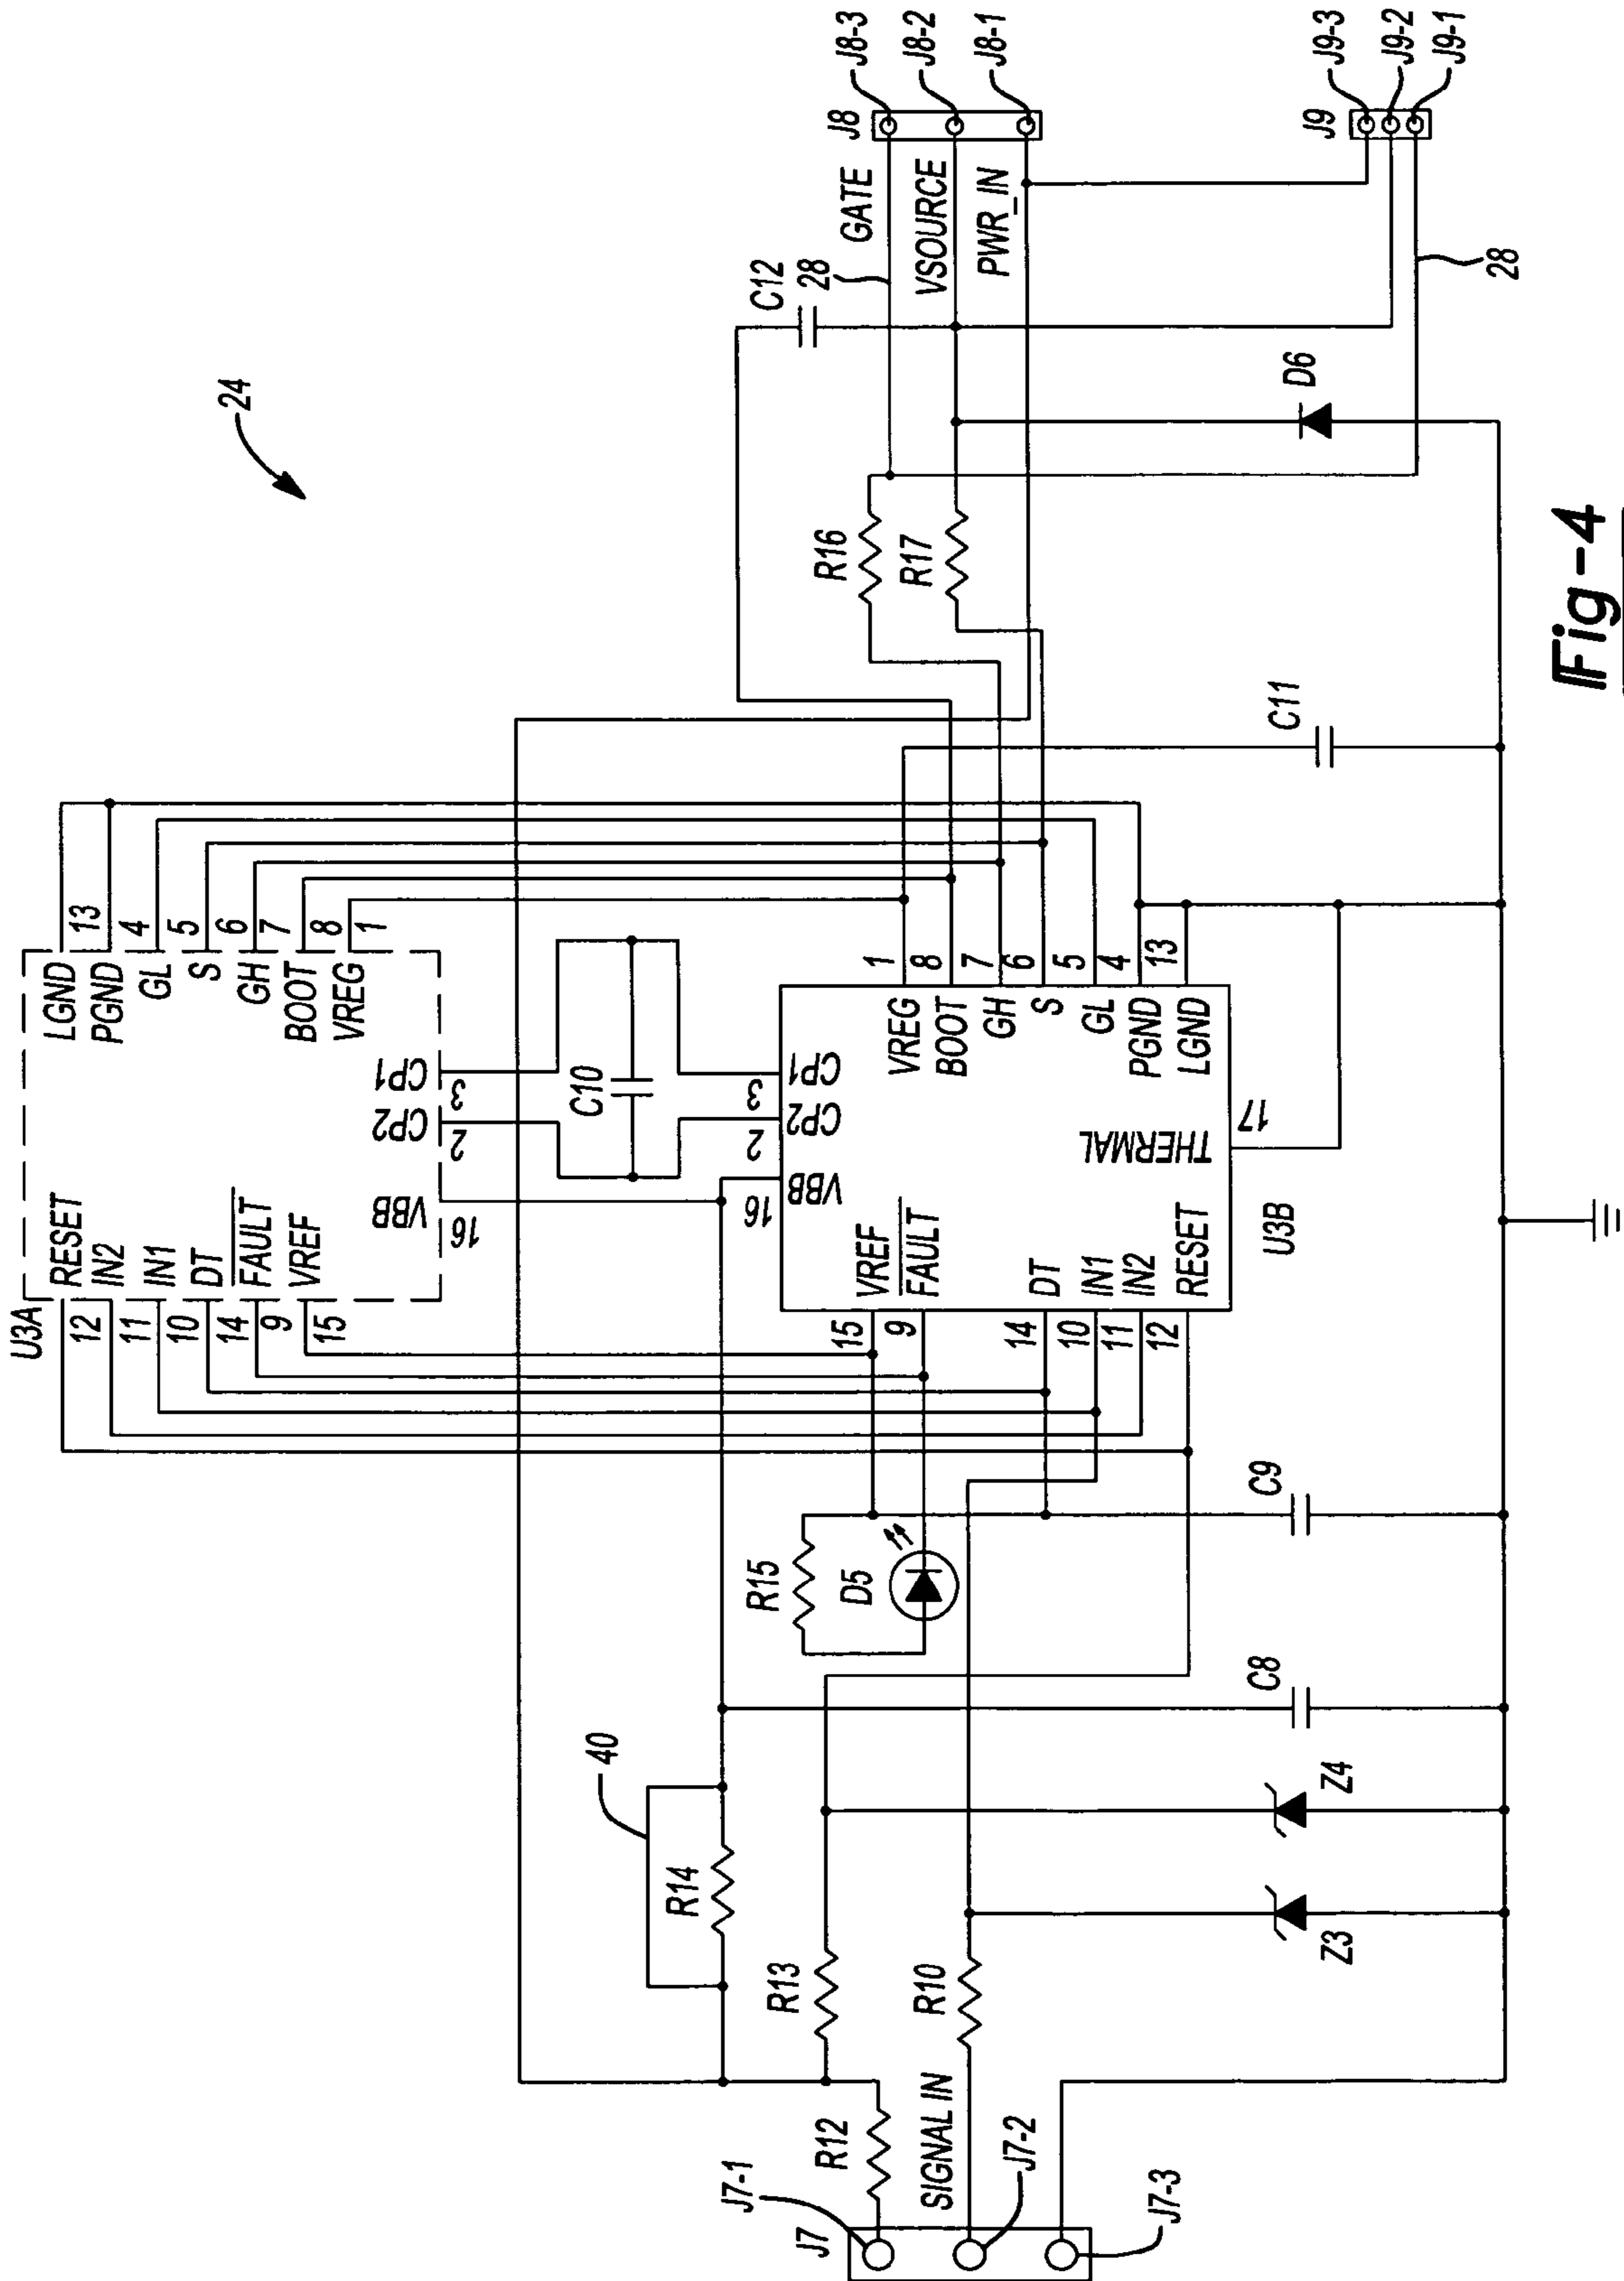 24
U3A
RESET
IN2
IN1
DT
FAULT
VREF
12
11
10
14
9
15
VBB
16
CP2
2
CP1
3
LGND
PGND
GL
S
GH
BOOT
VREG
13
4
5
6
7
8
1
C10
40
R14
R13
R12
R10
SIGNAL IN
J7
J7-1
J7-2
J7-3
Z3
Z4
C8
C9
R15
D5
VREF
FAULT
DT
IN1
IN2
RESET
15
9
14
10
11
12
16
VBB
2
CP2
3
CP1
VREG
BOOT
GH
S
GL
PGND
LGND
1
8
7
6
5
4
13
THERMAL
17
U3B
C11
R16
R17
C12
28
GATE
VSOURCE
PWR_IN
J8
J8-3
J8-2
J8-1
D6
J9
J9-3
J9-2
J9-1
28
Fig-4